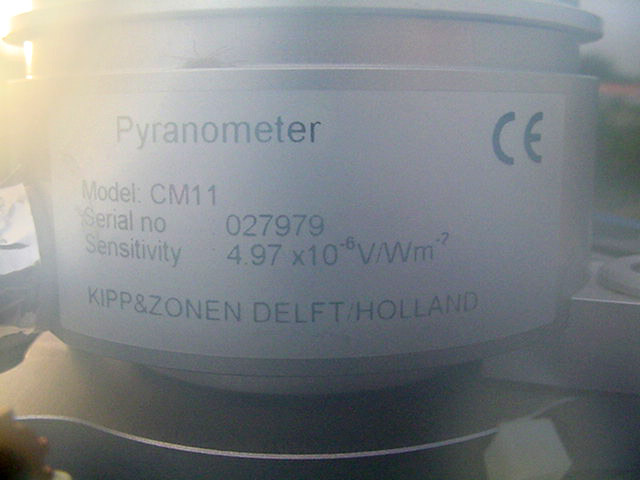 Pyranometer
CE
Model: CM11
Serial no 027979
Sensitivity 4.97 x10⁻⁶V/Wm⁻²
KIPP&ZONEN DELFT/HOLLAND